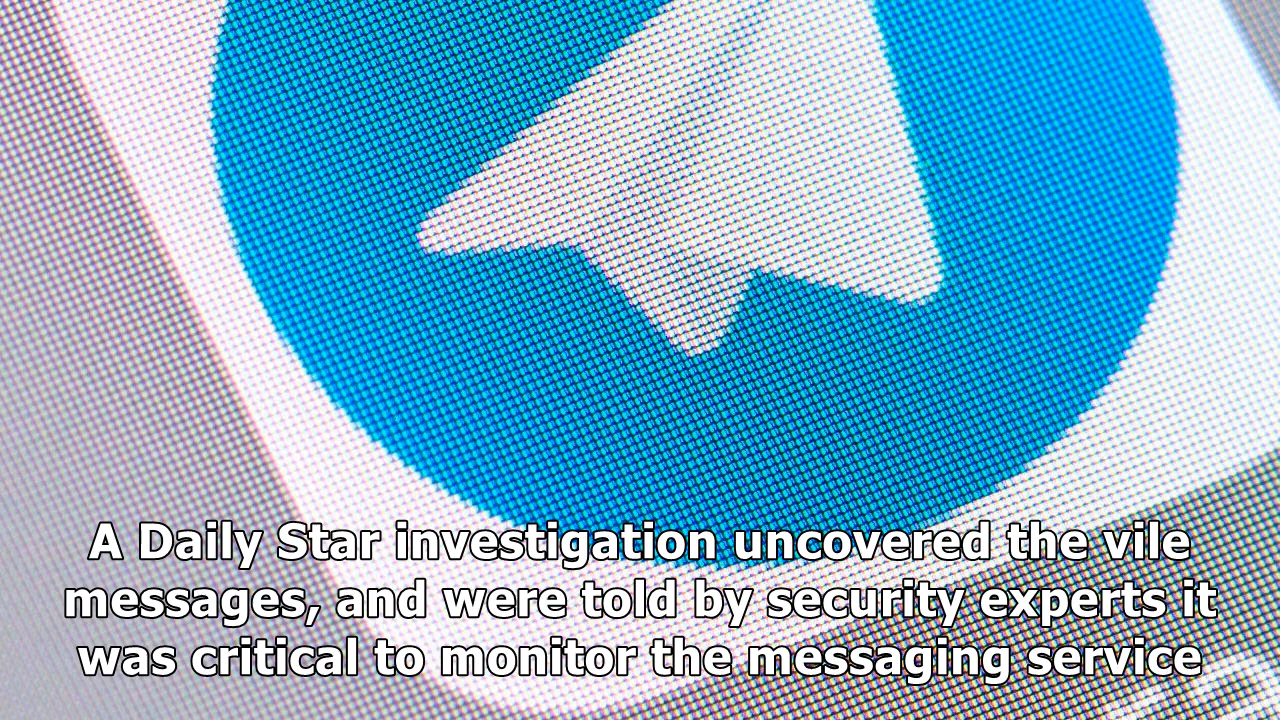 A Daily Star investigation uncovered the vile
messages, and were told by security experts it
was critical to monitor the messaging service